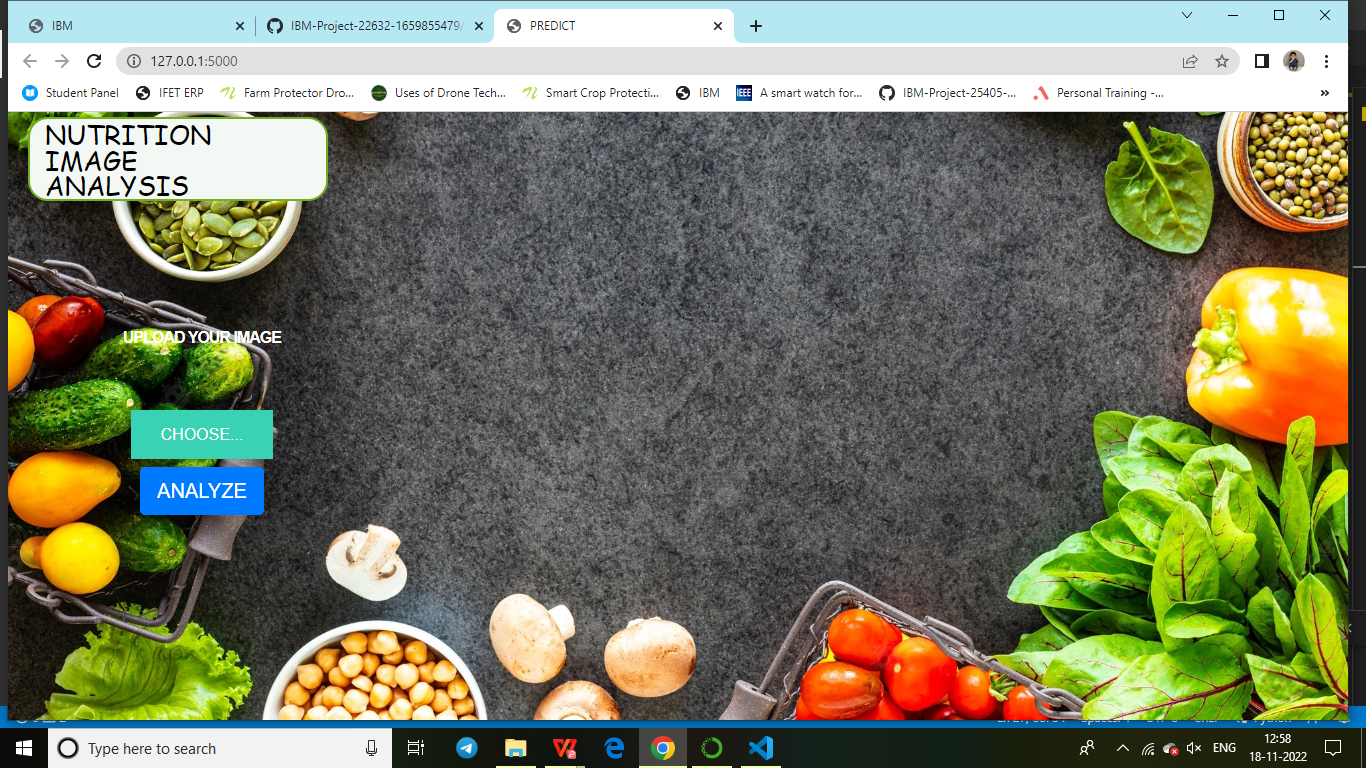 IBM
IBM-Project-22632-1659855479/
PREDICT
127.0.0.1:5000
Student Panel
IFET ERP
Farm Protector Dro...
Uses of Drone Tech...
Smart Crop Protecti...
IBM
IEEE
A smart watch for...
IBM-Project-25405-...
Personal Training -...
»
NUTRITION
IMAGE
ANALYSIS
UPLOAD YOUR IMAGE
CHOOSE...
ANALYZE
Type here to search
ENG
12:58
18-11-2022